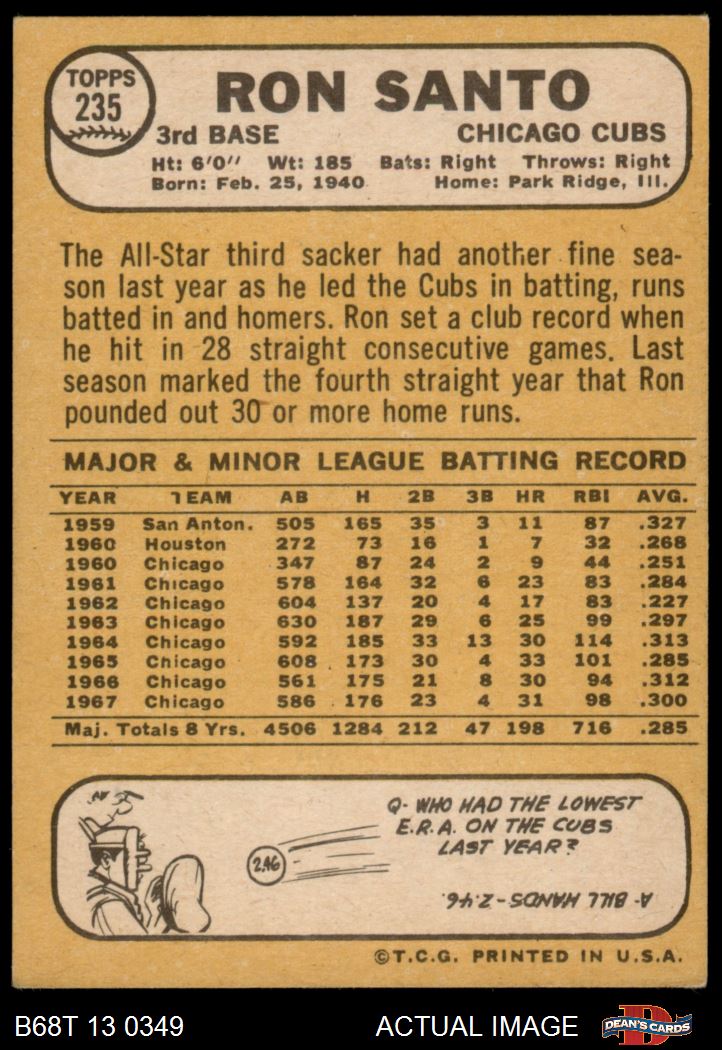 TOPPS
235
RON SANTO
3rd BASE CHICAGO CUBS
Ht: 6'0" Wt: 185 Bats: Right Throws: Right
Born: Feb. 25, 1940 Home: Park Ridge, Ill.
The All-Star third sacker had another fine sea-
son last year as he led the Cubs in batting, runs
batted in and homers. Ron set a club record when
he hit in 28 straight consecutive games. Last
season marked the fourth straight year that Ron
pounded out 30 or more home runs.
MAJOR & MINOR LEAGUE BATTING RECORD
YEAR TEAM AB H 2B 3B HR RBI AVG.
1959 San Anton. 505 165 35 3 11 87 .327
1960 Houston 272 73 16 1 7 32 .268
1960 Chicago 347 87 24 2 9 44 .251
1961 Chicago 578 164 32 6 23 83 .284
1962 Chicago 604 137 20 4 17 83 .227
1963 Chicago 630 187 29 6 25 99 .297
1964 Chicago 592 185 33 13 30 114 .313
1965 Chicago 608 173 30 4 33 101 .285
1966 Chicago 561 175 21 8 30 94 .312
1967 Chicago 586 176 23 4 31 98 .300
Maj. Totals 8 Yrs. 4506 1284 212 47 198 716 .285
Q- WHO HAD THE LOWEST
E.R.A. ON THE CUBS
LAST YEAR?
2.46
A- BILL HANDS-2.46.
©T.C.G. PRINTED IN U.S.A.
B68T 13 0349 ACTUAL IMAGE
DEAN'S CARDS